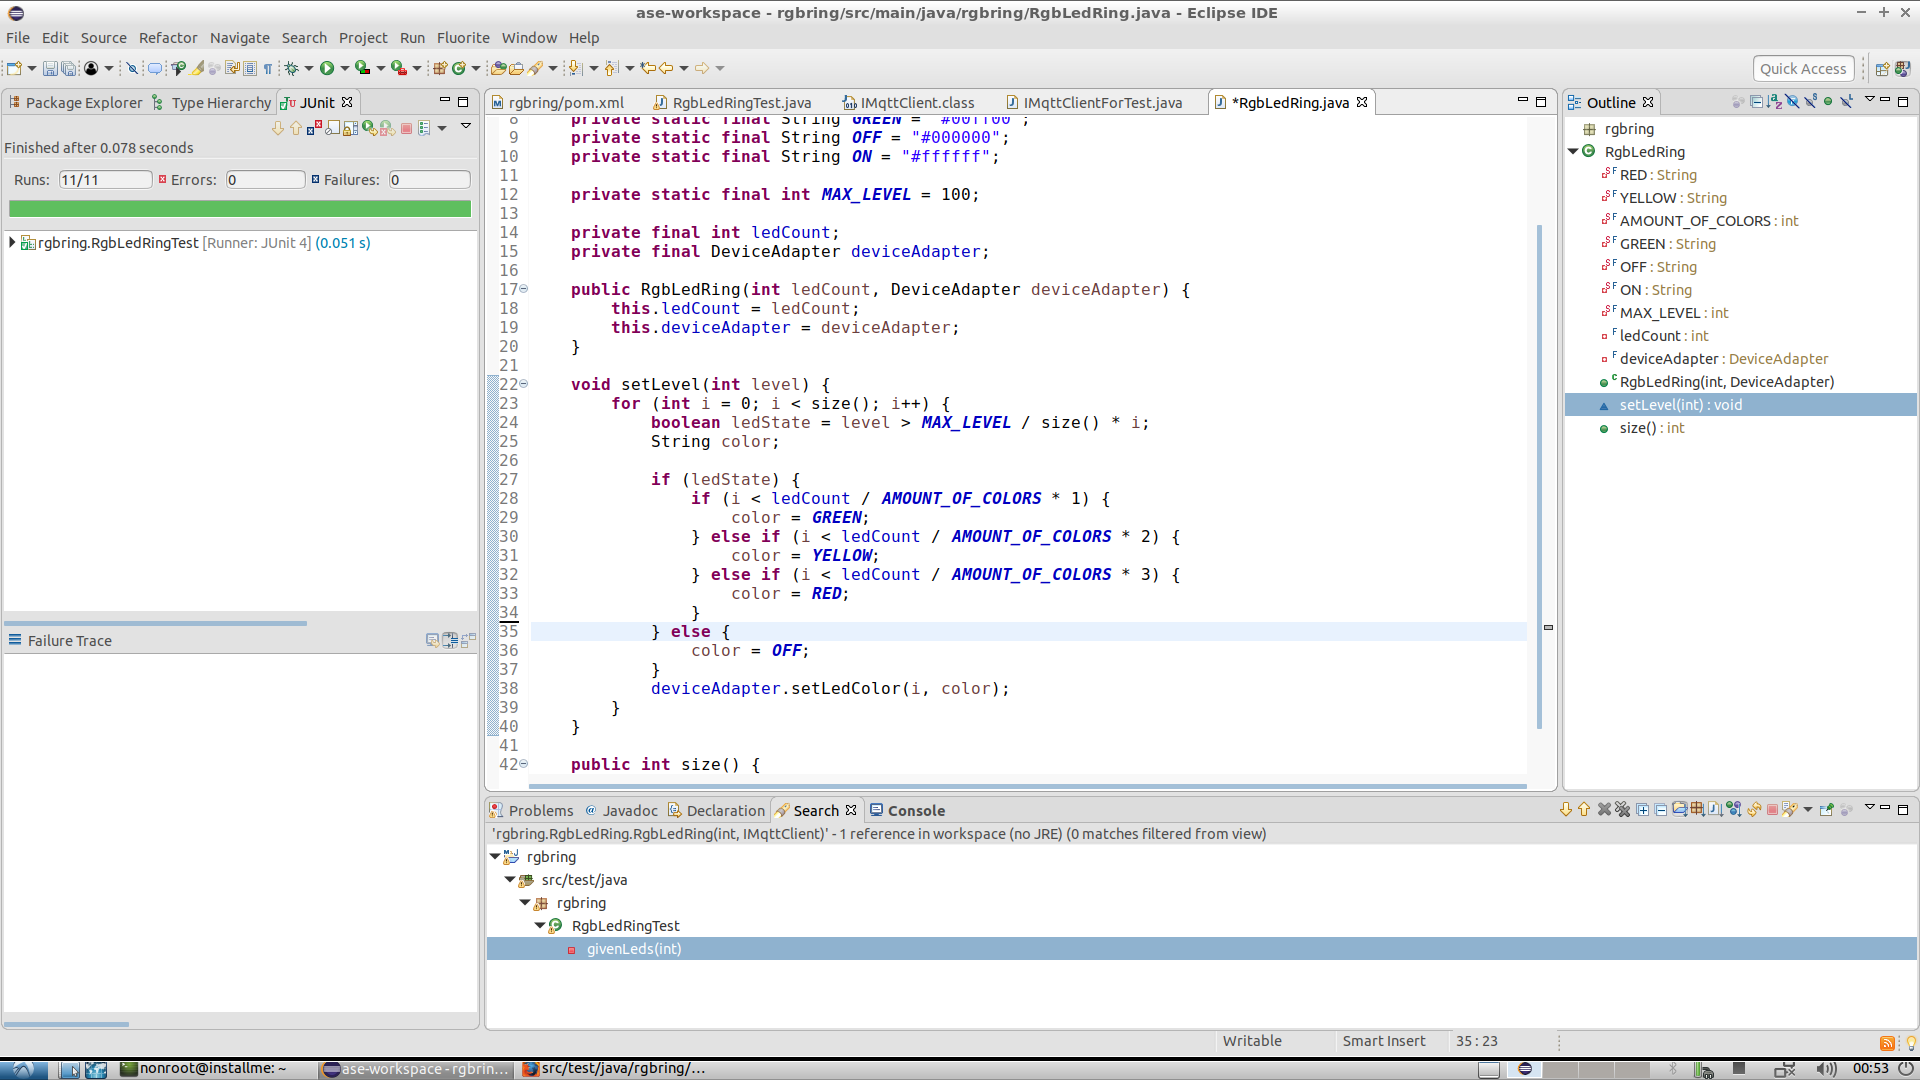 ase-workspace - rgbring/src/main/java/rgbring/RgbLedRing.java - Eclipse IDE
File Edit Source Refactor Navigate Search Project Run Fluorite Window Help
Quick Access
Package Explorer Type Hierarchy JUnit
Finished after 0.078 seconds
Runs: 11/11 Errors: 0 Failures: 0
rgbring.RgbLedRingTest [Runner: JUnit 4] (0.051 s)
Failure Trace
rgbring/pom.xml RgbLedRingTest.java IMqttClient.class IMqttClientForTest.java *RgbLedRing.java
8 private static final String GREEN = "#00ff00";
9 private static final String OFF = "#000000";
10 private static final String ON = "#ffffff";
11
12 private static final int MAX_LEVEL = 100;
13
14 private final int ledCount;
15 private final DeviceAdapter deviceAdapter;
16
17 public RgbLedRing(int ledCount, DeviceAdapter deviceAdapter) {
18 this.ledCount = ledCount;
19 this.deviceAdapter = deviceAdapter;
20 }
21
22 void setLevel(int level) {
23 for (int i = 0; i < size(); i++) {
24 boolean ledState = level > MAX_LEVEL / size() * i;
25 String color;
26
27 if (ledState) {
28 if (i < ledCount / AMOUNT_OF_COLORS * 1) {
29 color = GREEN;
30 } else if (i < ledCount / AMOUNT_OF_COLORS * 2) {
31 color = YELLOW;
32 } else if (i < ledCount / AMOUNT_OF_COLORS * 3) {
33 color = RED;
34 }
35 } else {
36 color = OFF;
37 }
38 deviceAdapter.setLedColor(i, color);
39 }
40 }
41
42 public int size() {
Outline
rgbring
RgbLedRing
RED : String
YELLOW : String
AMOUNT_OF_COLORS : int
GREEN : String
OFF : String
ON : String
MAX_LEVEL : int
ledCount : int
deviceAdapter : DeviceAdapter
RgbLedRing(int, DeviceAdapter)
setLevel(int) : void
size() : int
Problems Javadoc Declaration Search Console
'rgbring.RgbLedRing.RgbLedRing(int, IMqttClient)' - 1 reference in workspace (no JRE) (0 matches filtered from view)
rgbring
src/test/java
rgbring
RgbLedRingTest
givenLeds(int)
Writable Smart Insert 35 : 23
nonroot@installme: ~ ase-workspace - rgbrin... src/test/java/rgbring/... 00:53